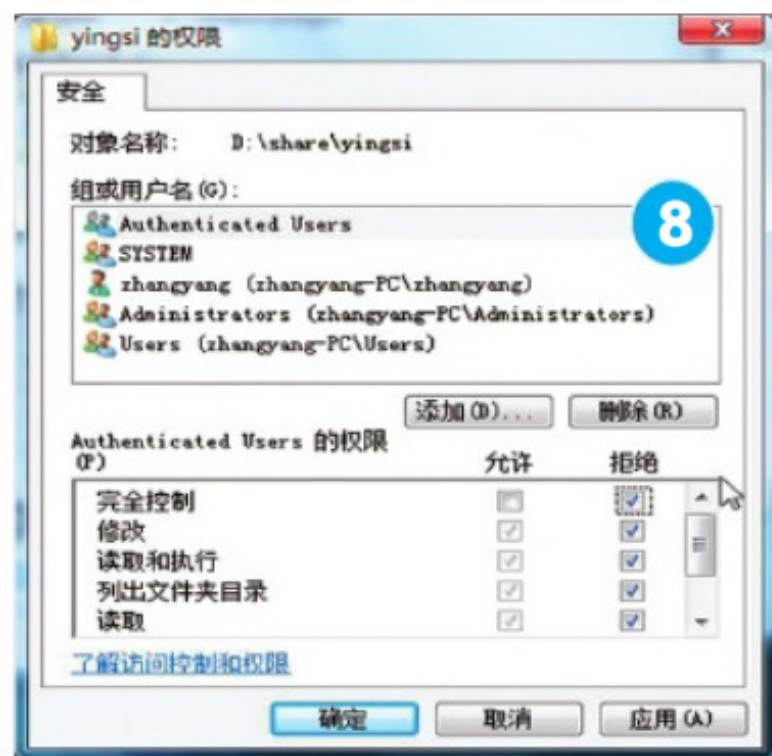 yingsi 的权限
安全
对象名称: D:\share\yingsi
组或用户名(G):
8
Authenticated Users
SYSTEM
zhangyang (zhangyang-PC\zhangyang)
Administrators (zhangyang-PC\Administrators)
Users (zhangyang-PC\Users)
添加(D)... 删除(R)
Authenticated Users 的权限
(P) 允许 拒绝
完全控制
修改
读取和执行
列出文件夹目录
读取
了解访问控制和权限
确定 取消 应用(A)